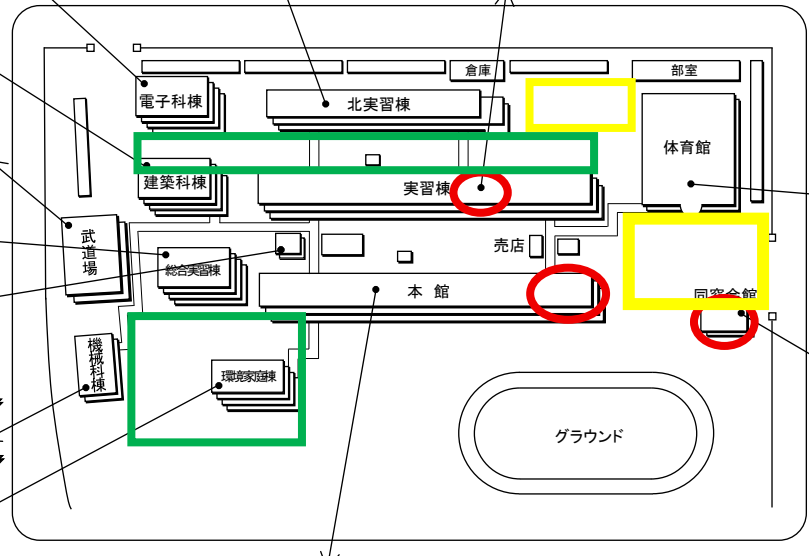 倉庫
部室
電子科棟
北実習棟
体育館
建築科棟
実習棟
武道場
売店
総合実習棟
本 館
同窓会館
機械科棟
環境家庭棟
グラウンド